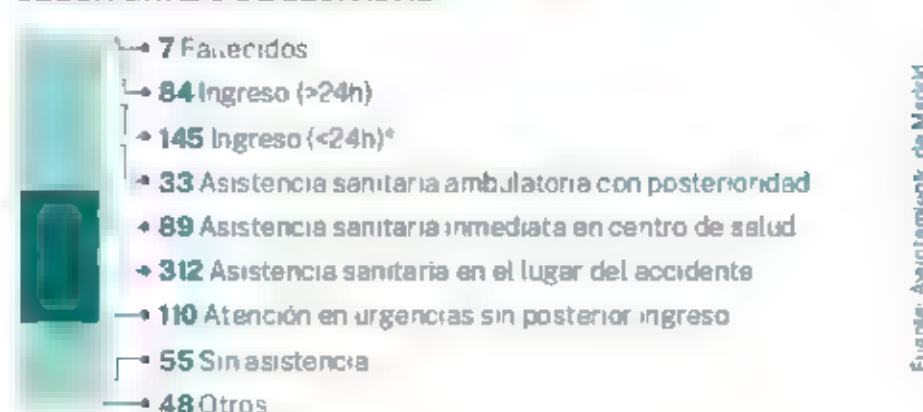 7 Fallecidos
84 Ingreso (>24h)
145 Ingreso (<24h)*
33 Asistencia sanitaria ambulatoria con posterioridad
89 Asistencia sanitaria inmediata en centro de salud
312 Asistencia sanitaria en el lugar del accidente
110 Atención en urgencias sin posterior ingreso
55 Sin asistencia
48 Otros
Fuente: Ayuntamiento de Madrid